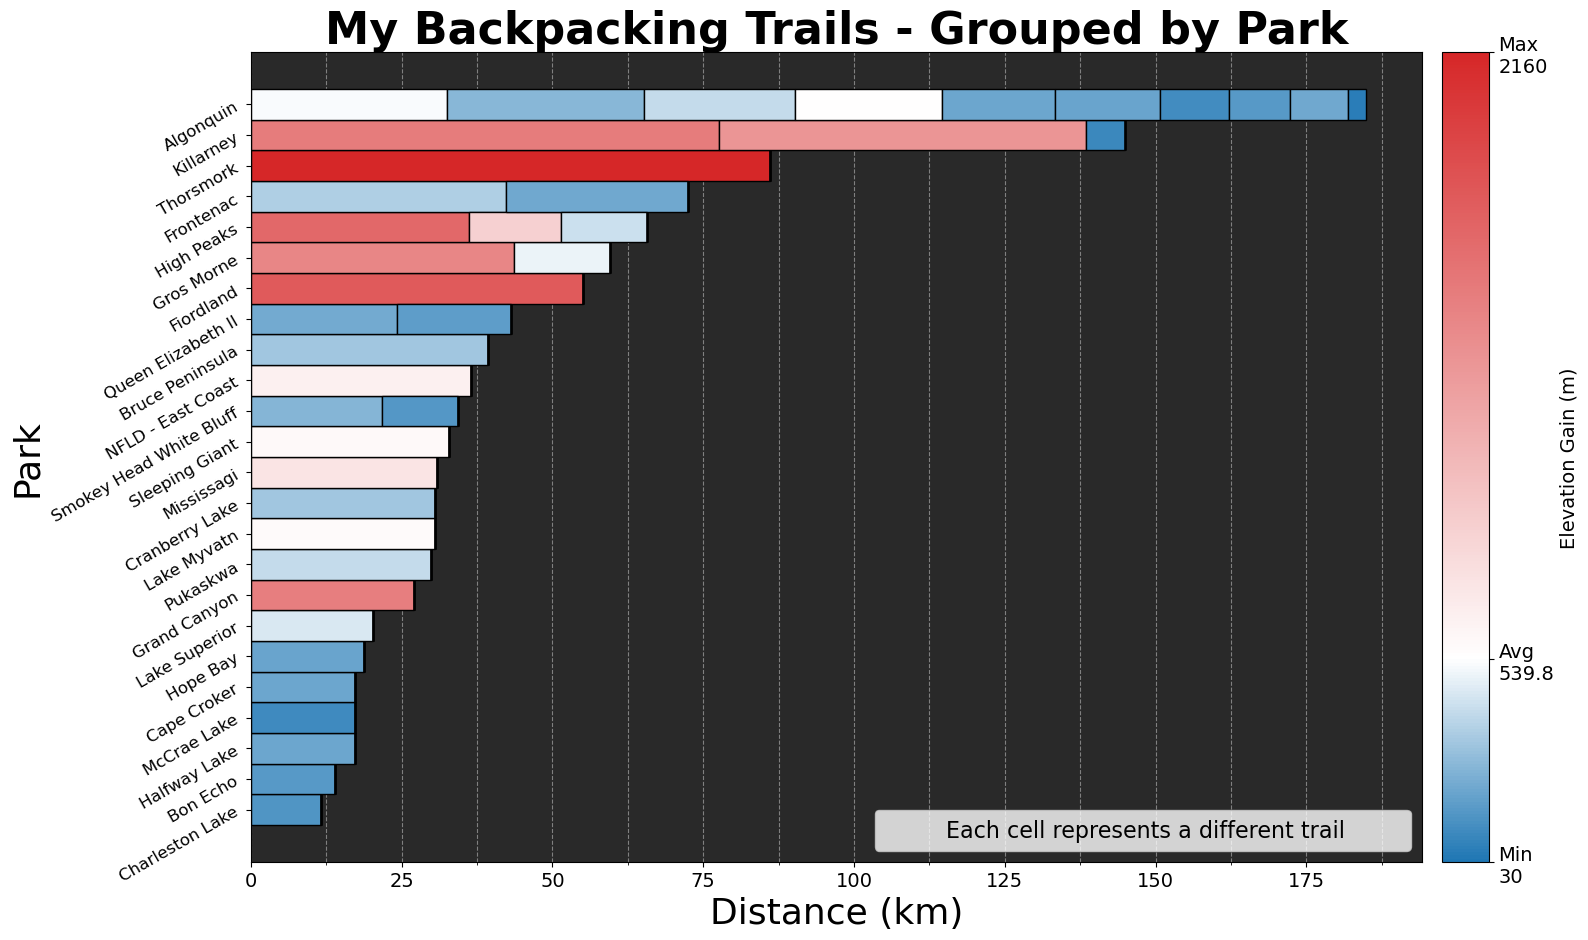 My Backpacking Trails - Grouped by Park
Park
Algonquin
Killarney
Thorsmork
Frontenac
High Peaks
Gros Morne
Fiordland
Queen Elizabeth II
Bruce Peninsula
NFLD - East Coast
Smokey Head White Bluff
Sleeping Giant
Mississagi
Cranberry Lake
Lake Myvatn
Pukaskwa
Grand Canyon
Lake Superior
Hope Bay
Cape Croker
McCrae Lake
Halfway Lake
Bon Echo
Charleston Lake
Each cell represents a different trail
0 25 50 75 100 125 150 175
Distance (km)
Max
2160
Avg
539.8
Min
30
Elevation Gain (m)